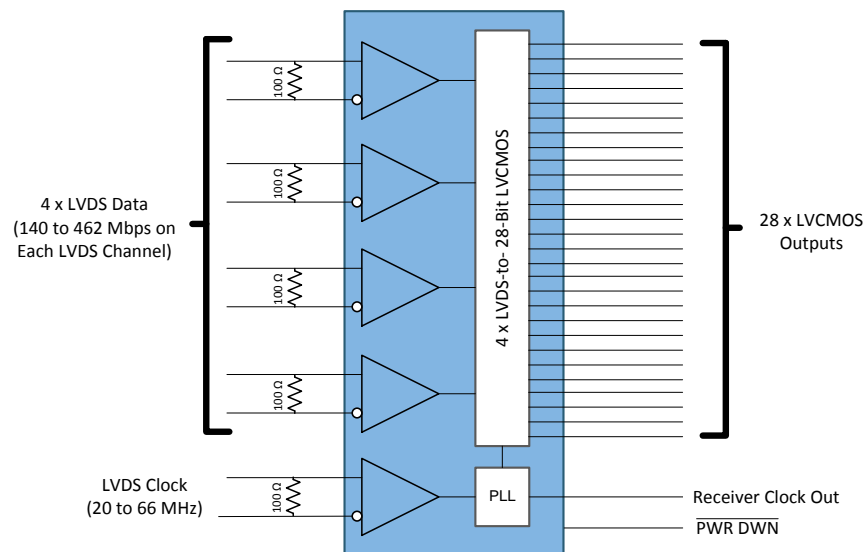 100 Ω
100 Ω
4 x LVDS Data
(140 to 462 Mbps on
Each LVDS Channel)
100 Ω
100 Ω
4 x LVDS-to- 28-Bit LVCMOS
28 x LVCMOS
Outputs
LVDS Clock
(20 to 66 MHz)
100 Ω
PLL
Receiver Clock Out
PWR DWN